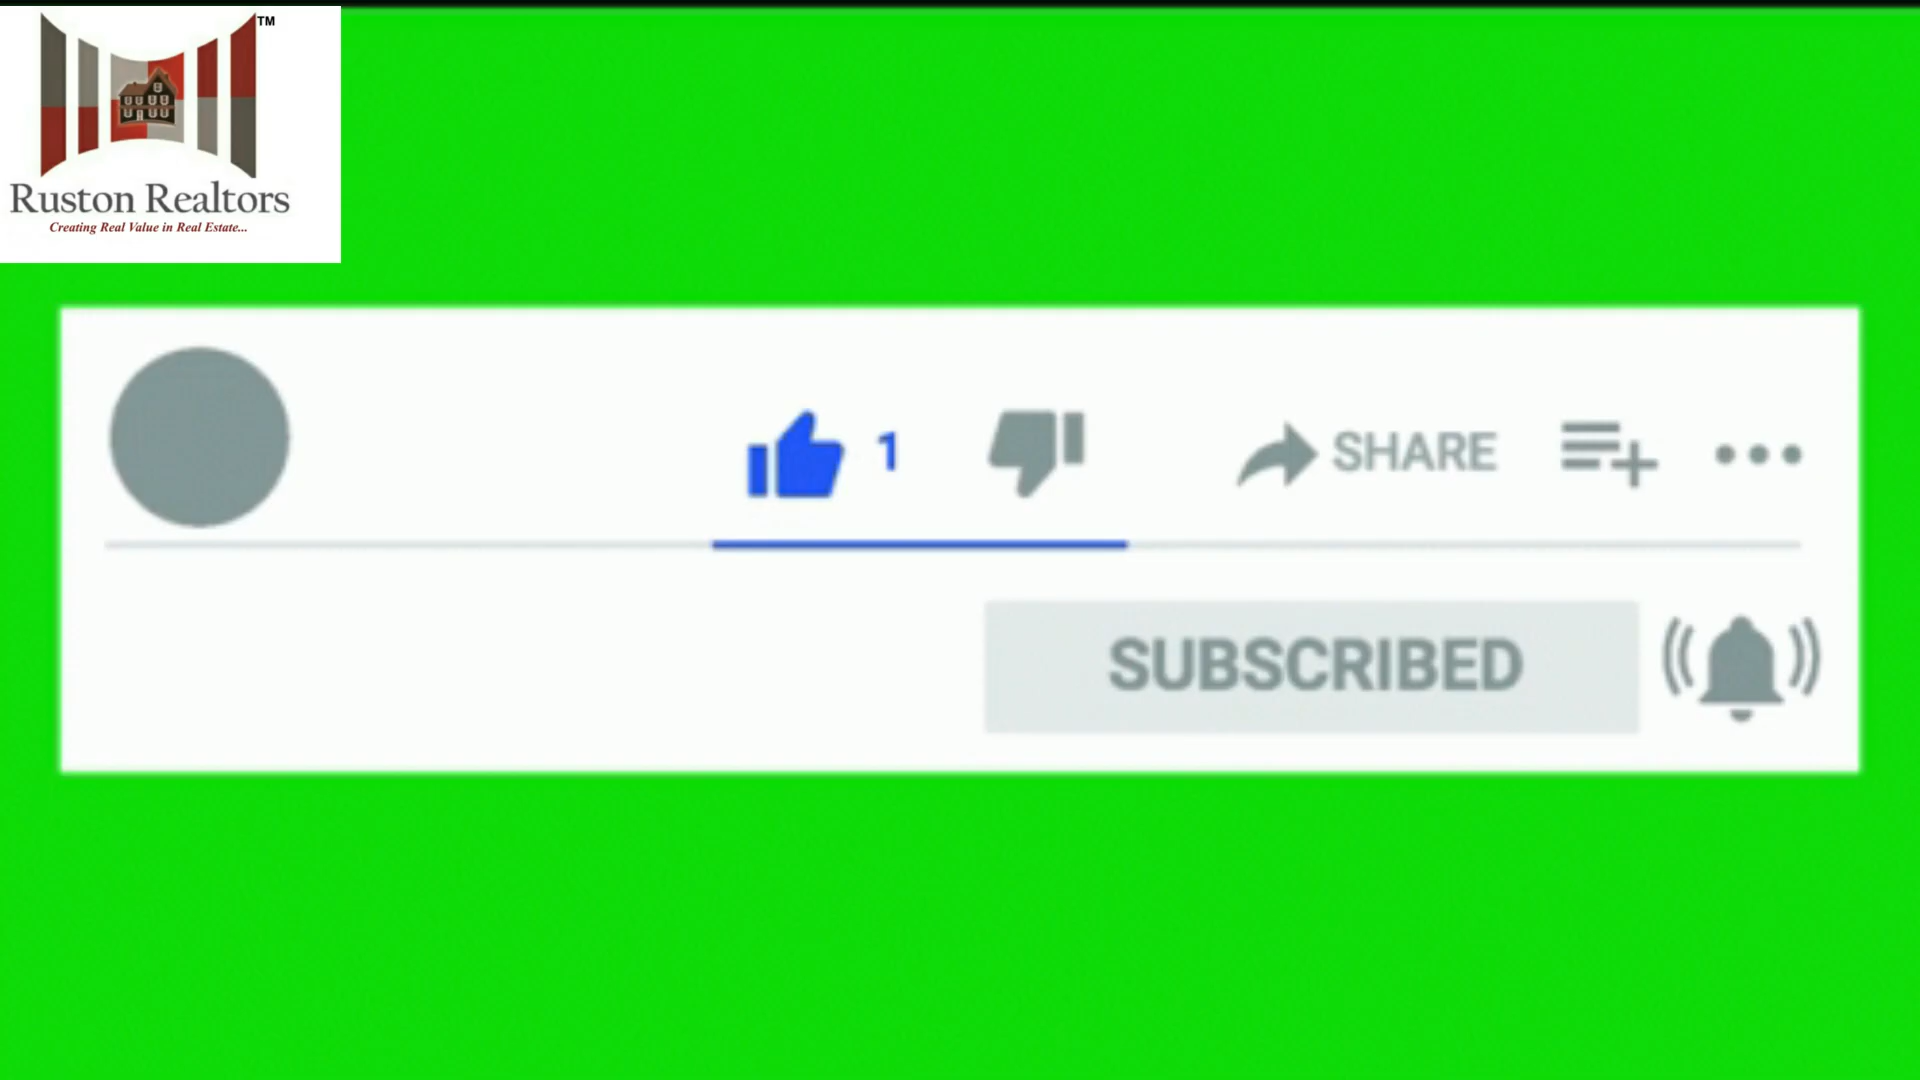 TM
Ruston Realtors
Creating Real Value in Real Estate...
1
SHARE
SUBSCRIBED